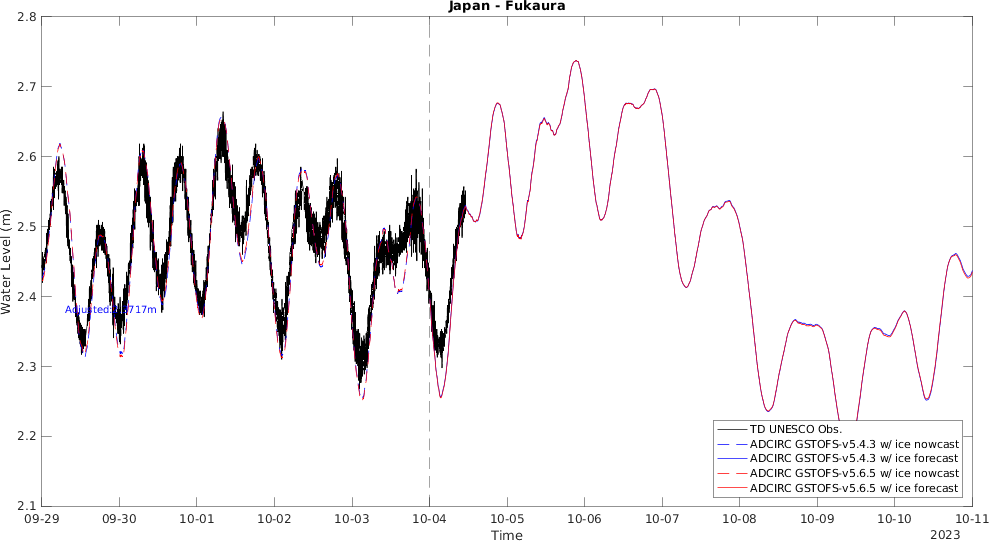 Japan - Fukaura
Water Level (m)
2.8
2.7
2.6
2.5
2.4
2.3
2.2
2.1
717m
TD UNESCO Obs.
ADCIRC GSTOFS-v5.4.3 w/ ice nowcast
ADCIRC GSTOFS-v5.4.3 w/ ice forecast
ADCIRC GSTOFS-v5.6.5 w/ ice nowcast
ADCIRC GSTOFS-v5.6.5 w/ ice forecast
09-29 09-30 10-01 10-02 10-03 10-04 10-05 10-06 10-07 10-08 10-09 10-10 10-11
Time
2023